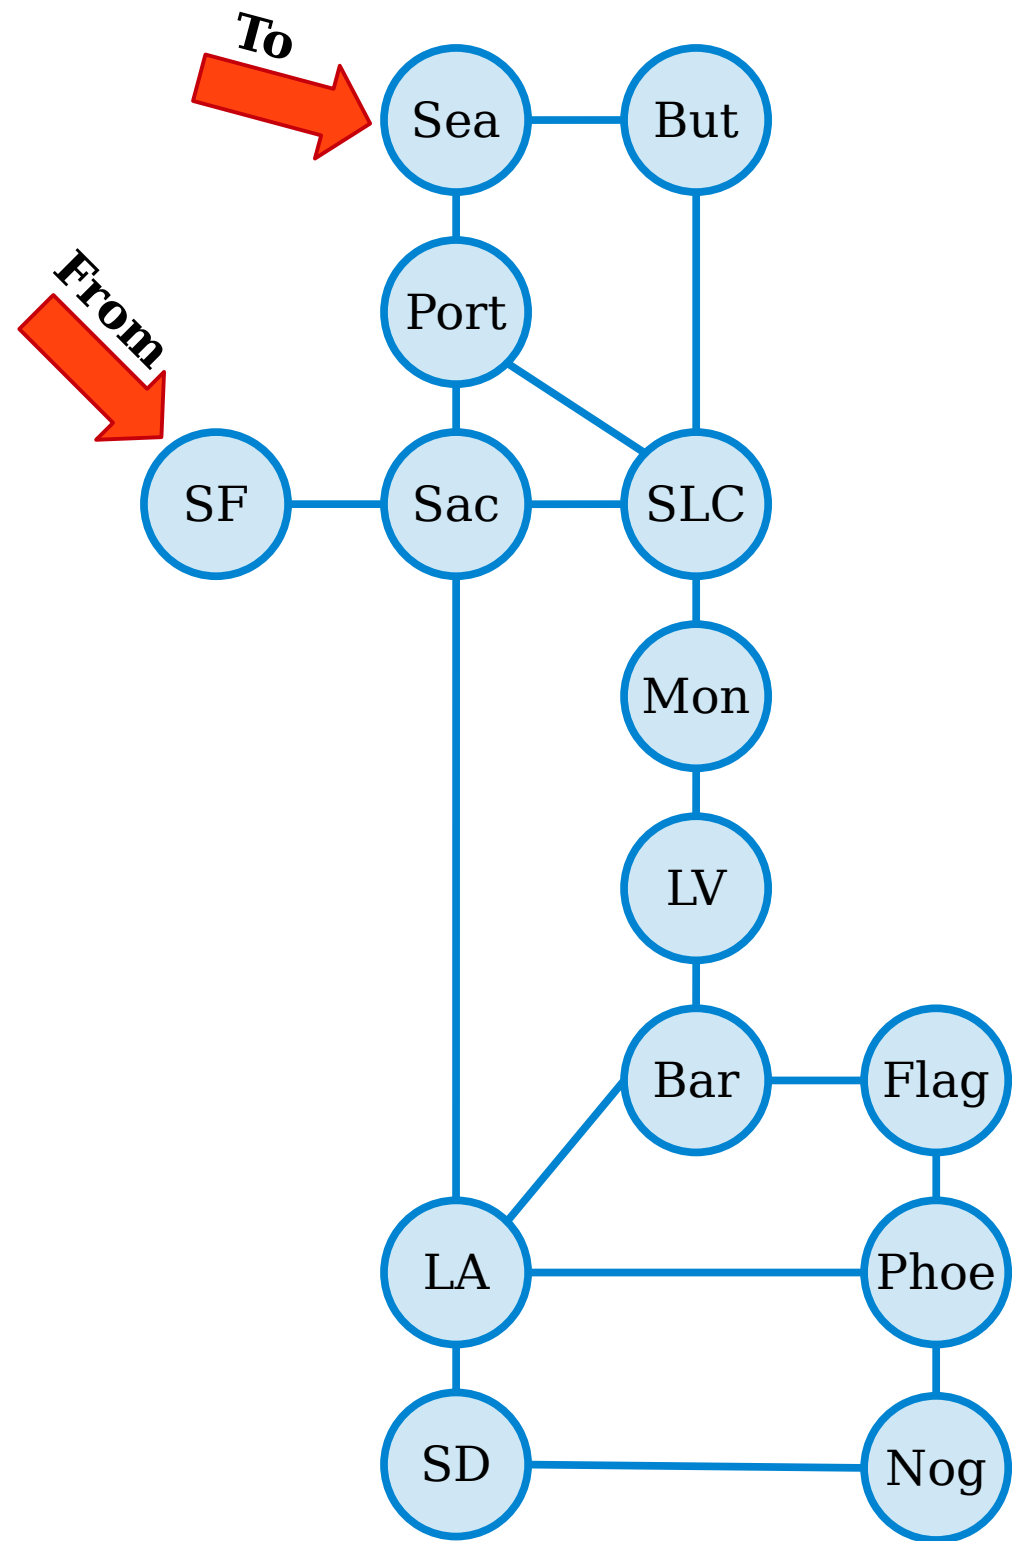 To
Sea
But
From
Port
SF
Sac
SLC
Mon
LV
Bar
Flag
LA
Phoe
SD
Nog